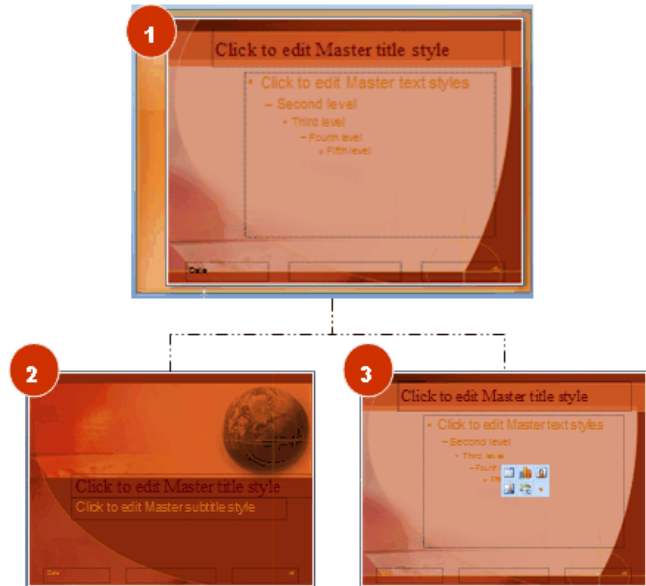 1
Click to edit Master title style
• Click to edit Master text styles
– Second level
• Third level
– Fourth level
» Fifth level
Date
2
Click to edit Master title style
Click to edit Master subtitle style
Date
3
Click to edit Master title style
• Click to edit Master text styles
– Second level
• Third level
– Fourth